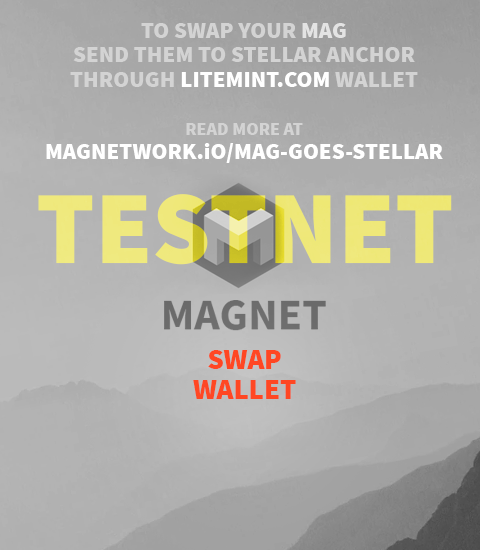 TO SWAP YOUR MAG
SEND THEM TO STELLAR ANCHOR
THROUGH LITEMINT.COM WALLET
READ MORE AT
MAGNETWORK.iO/MAG-GOES-STELLAR
TESTNET
MAGNET
SWAP
WALLET